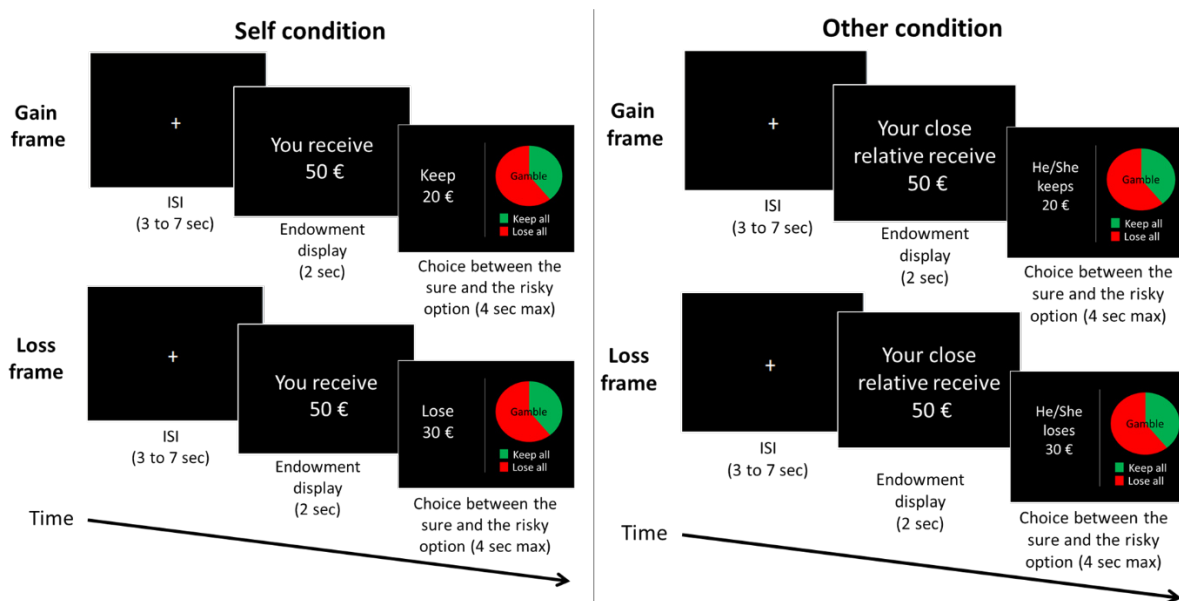 Self condition
Gain
frame
+
ISI
(3 to 7 sec)
You receive
50 €
Endowment
display
(2 sec)
Keep
20 €
Gamble
Keep all
Lose all
Choice between the
sure and the risky
option (4 sec max)
Loss
frame
+
ISI
(3 to 7 sec)
You receive
50 €
Endowment
display
(2 sec)
Lose
30 €
Gamble
Keep all
Lose all
Choice between the
sure and the risky
option (4 sec max)
Time
Other condition
Gain
frame
+
ISI
(3 to 7 sec)
Your close
relative receive
50 €
Endowment
display
(2 sec)
He/She
keeps
20 €
Gamble
Keep all
Lose all
Choice between the
sure and the risky
option (4 sec max)
Loss
frame
+
ISI
(3 to 7 sec)
Your close
relative receive
50 €
Endowment
display
(2 sec)
He/She
loses
30 €
Gamble
Keep all
Lose all
Choice between the
sure and the risky
option (4 sec max)
Time